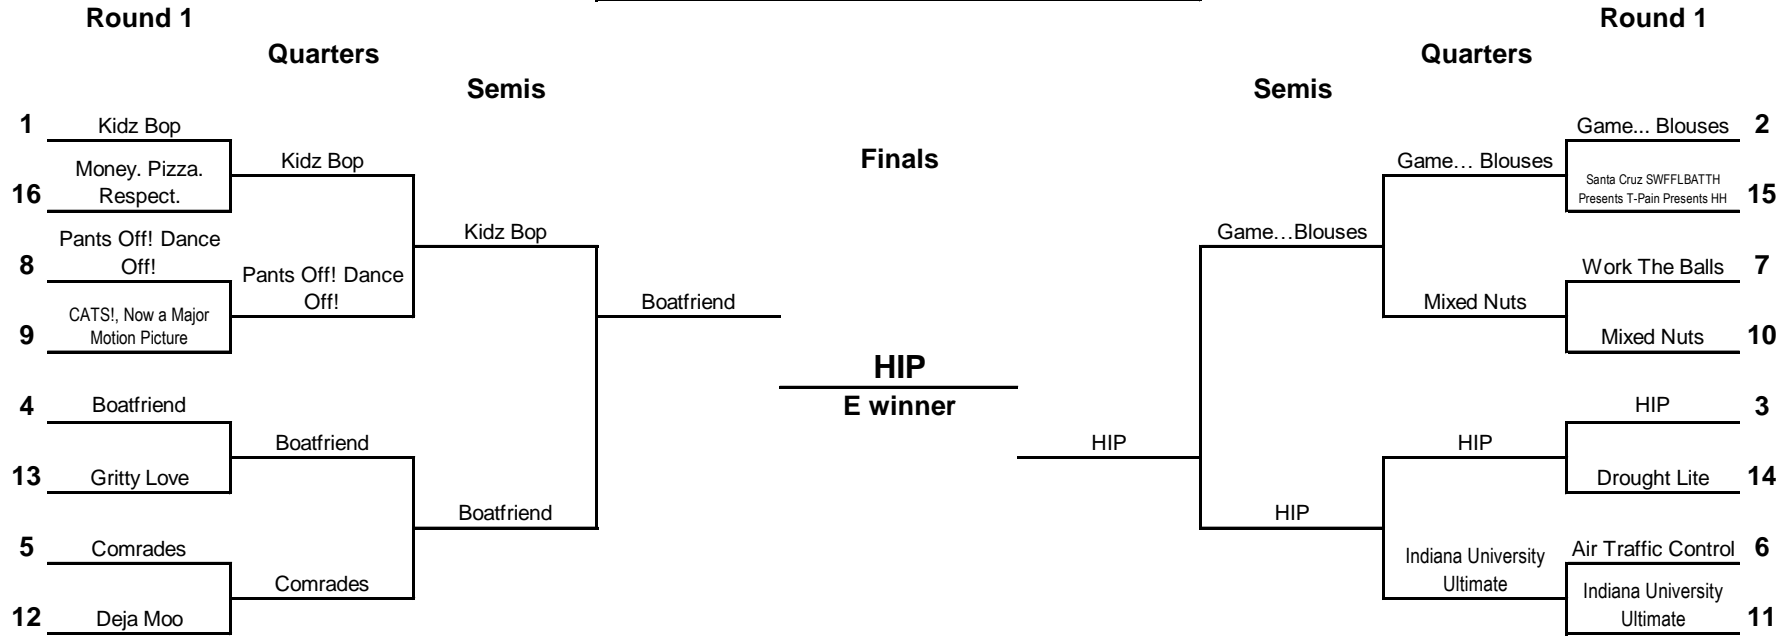 Round 1
Round 1
Quarters
Quarters
Semis
Semis
Finals
1 Kidz Bop
Money. Pizza.
16 Respect.
Pants Off! Dance
8 Off!
CATS!, Now a Major
9 Motion Picture
4 Boatfriend
13 Gritty Love
5 Comrades
12 Deja Moo
Kidz Bop
Pants Off! Dance
Off!
Boatfriend
Comrades
Kidz Bop
Boatfriend
Boatfriend
HIP
E winner
HIP
Game…Blouses
HIP
Game… Blouses
Mixed Nuts
HIP
Indiana University
Ultimate
Game... Blouses 2
Santa Cruz SWFFLBATTH
Presents T-Pain Presents HH 15
Work The Balls 7
Mixed Nuts 10
HIP 3
Drought Lite 14
Air Traffic Control 6
Indiana University
Ultimate 11